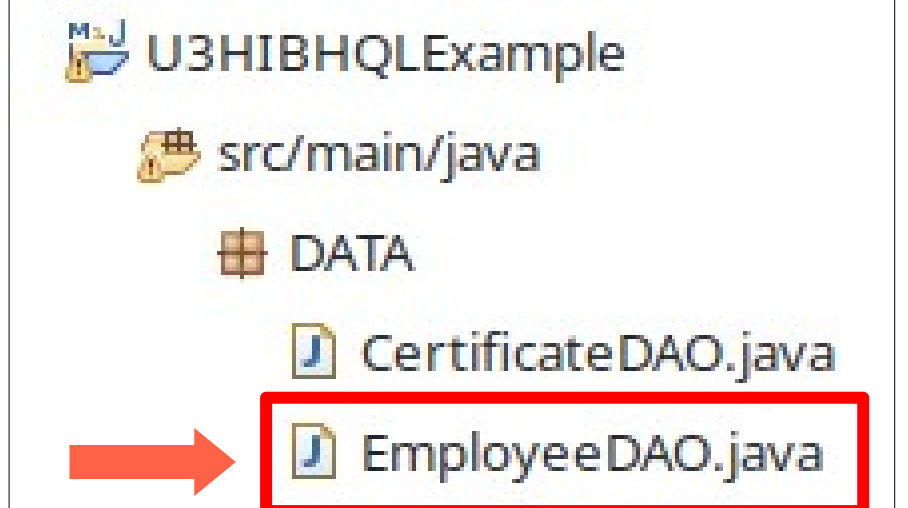 U3HIBHQLExample
src/main/java
DATA
CertificateDAO.java
EmployeeDAO.java